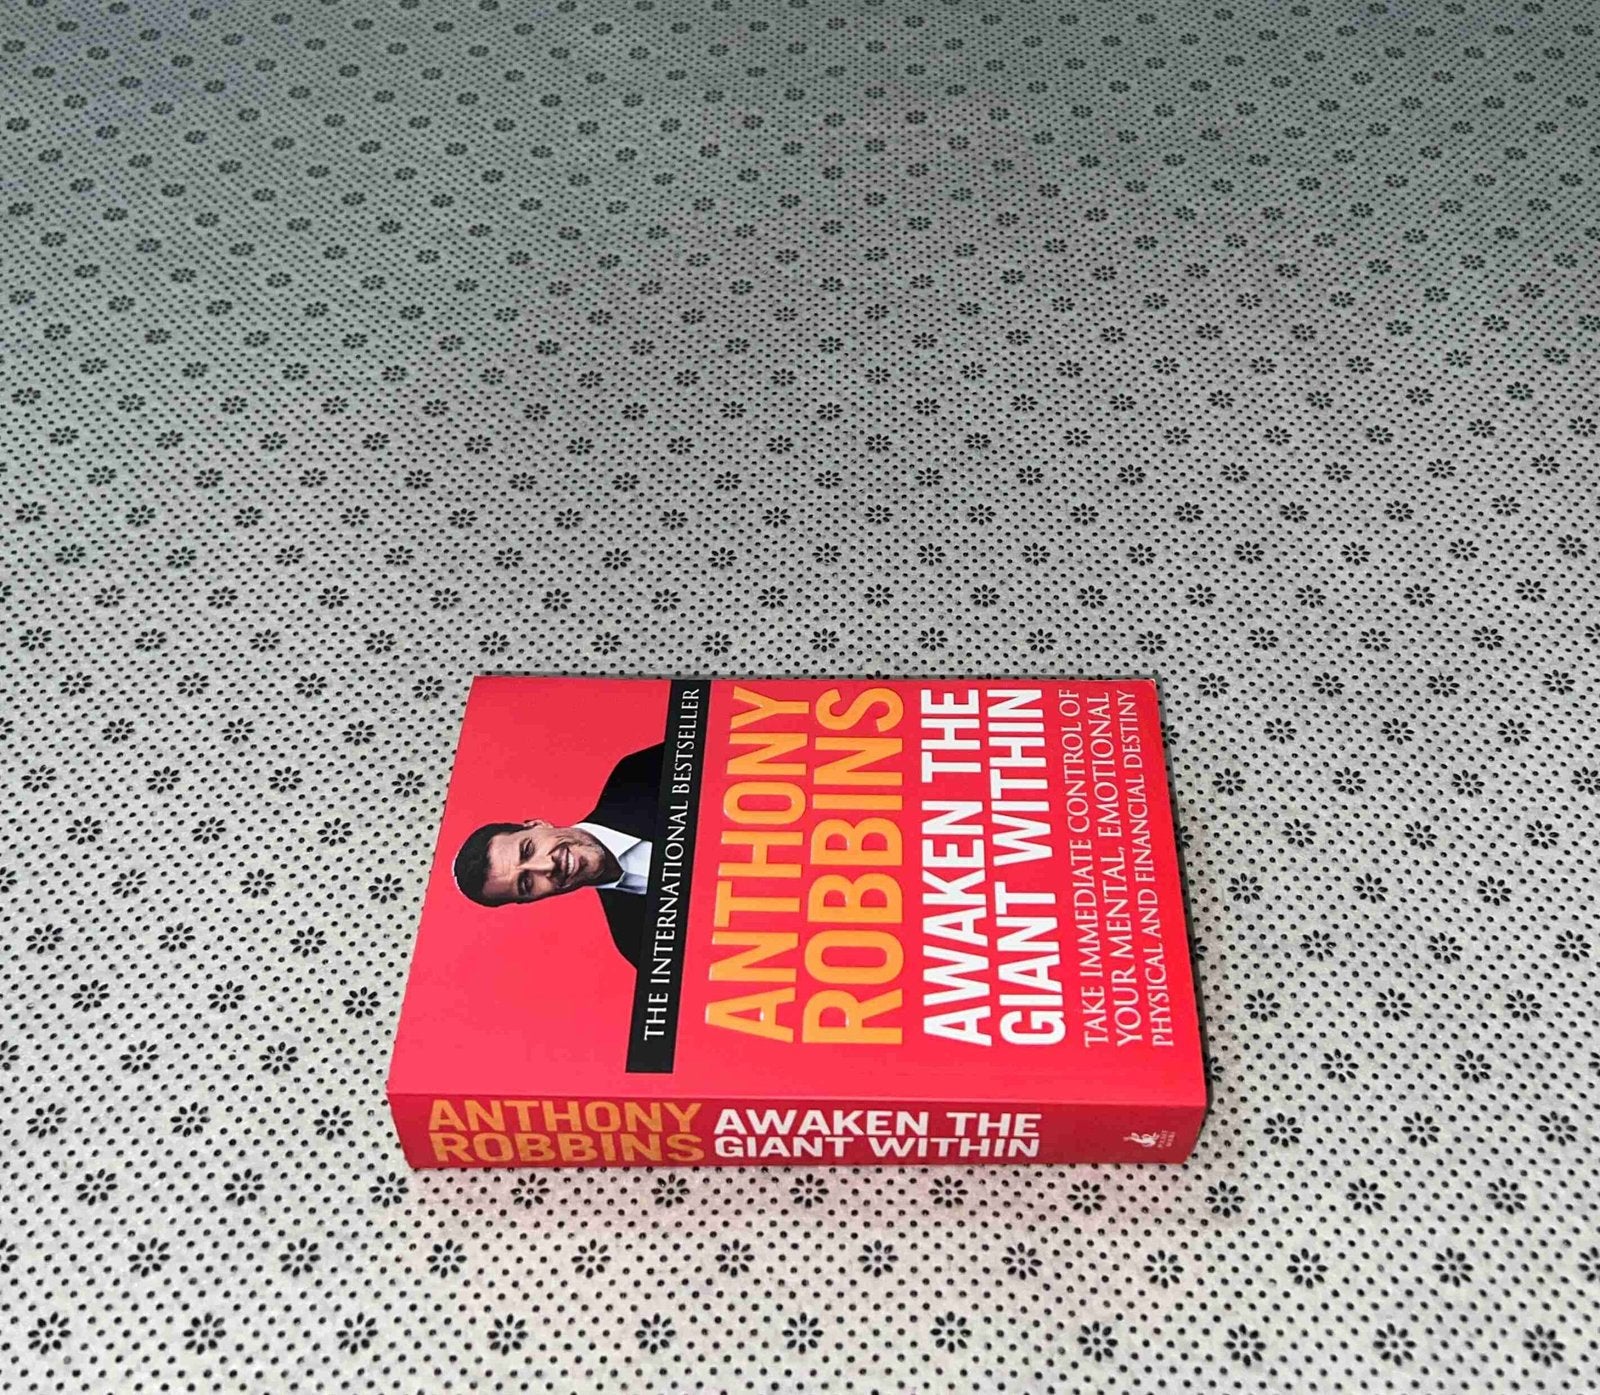 THE INTERNATIONAL BESTSELLER
ANTHONY
ROBBINS
AWAKEN THE
GIANT WITHIN
TAKE IMMEDIATE CONTROL OF
YOUR MENTAL, EMOTIONAL
PHYSICAL AND FINANCIAL DESTINY
ANTHONY
ROBBINS
AWAKEN THE
GIANT WITHIN